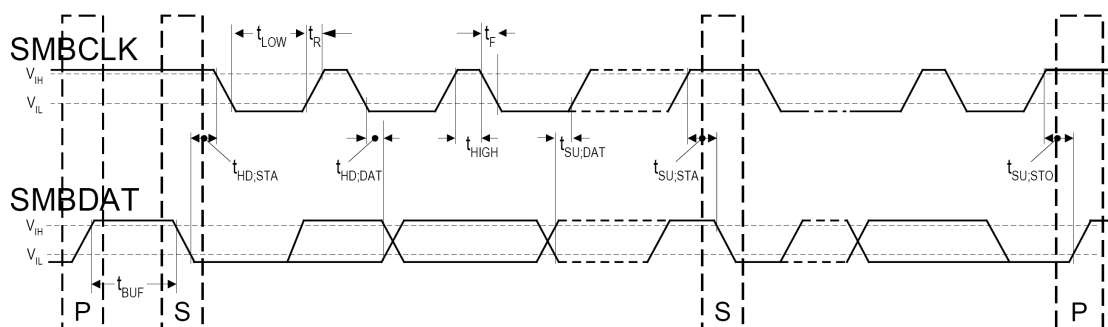 tLOW tR tF
SMBCLK
VIH
VIL
tHD;STA tHD;DAT tHIGH tSU;DAT tSU;STA tSU;STO
SMBDAT
VIH
VIL
tBUF
P S S P